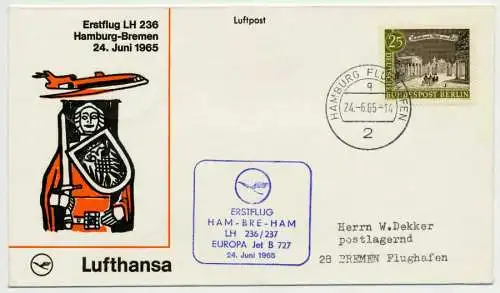 Erstflug LH 236
Hamburg-Bremen
24. Juni 1965
Luftpost
25
DEUTSCHE
BUNDESPOST BERLIN
HAMBURG FLUGHAFEN
q
24.-6.65-14
2
ERSTFLUG
HAM-BRE-HAM
LH 236/237
EUROPA Jet B 727
24. Juni 1965
Herrn W.Dekker
postlagernd
28 BREMEN Flughafen
Lufthansa